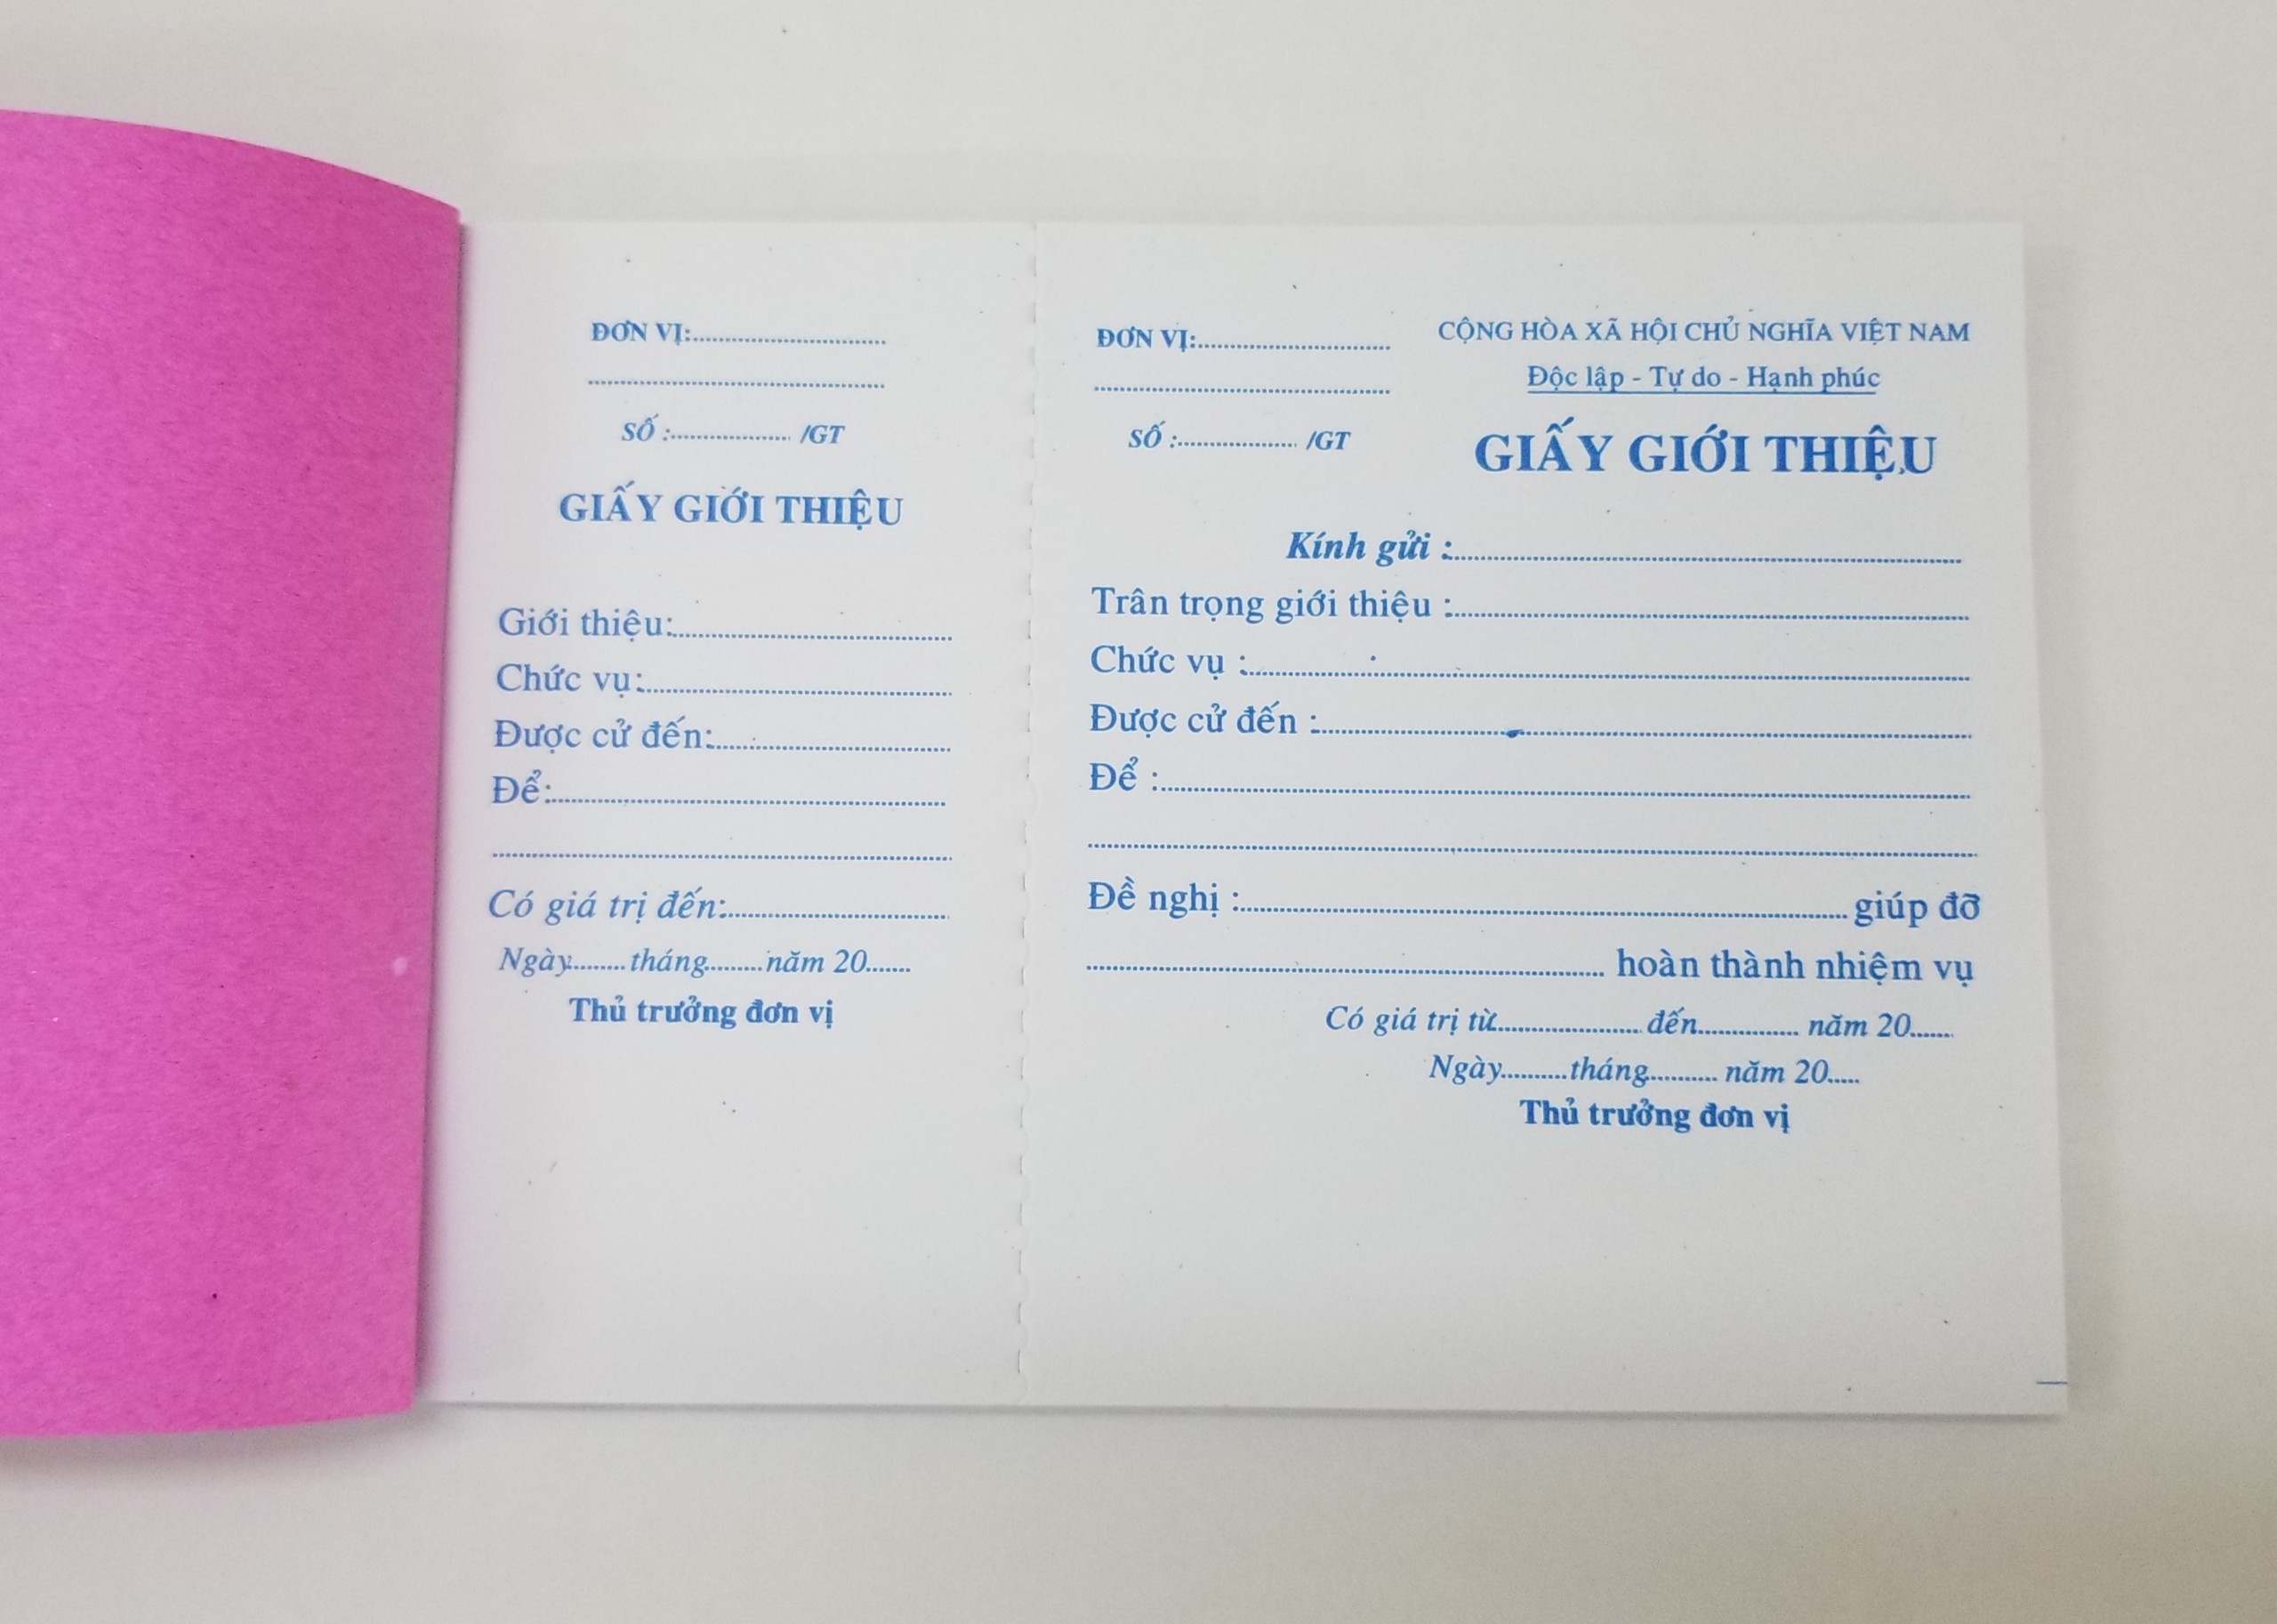 ĐƠN VỊ:...............................
...............................
SỐ :.................... /GT
GIẤY GIỚI THIỆU
Giới thiệu:...............................
Chức vụ:...............................
Được cử đến:...............................
Để:...............................
...............................
Có giá trị đến:...............................
Ngày.........tháng.........năm 20.......
Thủ trưởng đơn vị
ĐƠN VỊ:...............................
...............................
SỐ :.................... /GT
CỘNG HÒA XÃ HỘI CHỦ NGHĨA VIỆT NAM
Độc lập - Tự do - Hạnh phúc
GIẤY GIỚI THIỆU
Kính gửi :...............................
Trân trọng giới thiệu :...............................
Chức vụ :...............................
Được cử đến :...............................
Để :...............................
...............................
Đề nghị :............................... giúp đỡ
............................... hoàn thành nhiệm vụ
Có giá trị từ.....................đến............... năm 20......
Ngày..........tháng........... năm 20.....
Thủ trưởng đơn vị